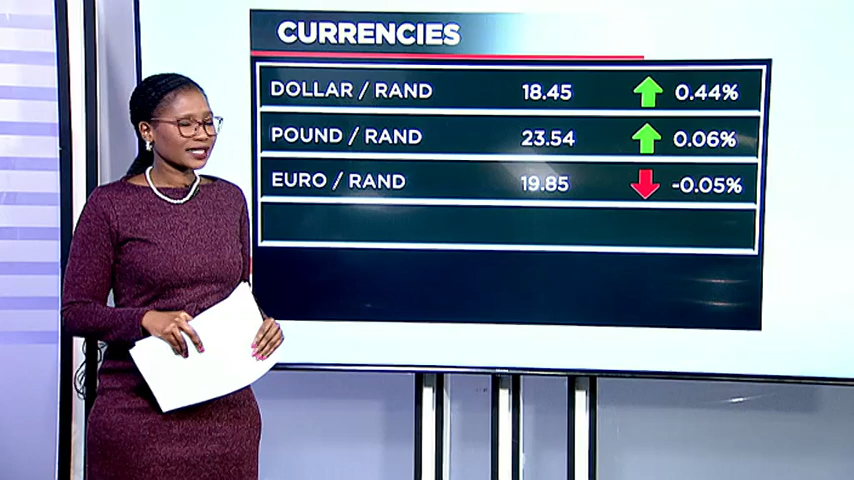 CURRENCIES
DOLLAR / RAND 18.45 0.44%
POUND / RAND 23.54 0.06%
EURO / RAND 19.85 -0.05%